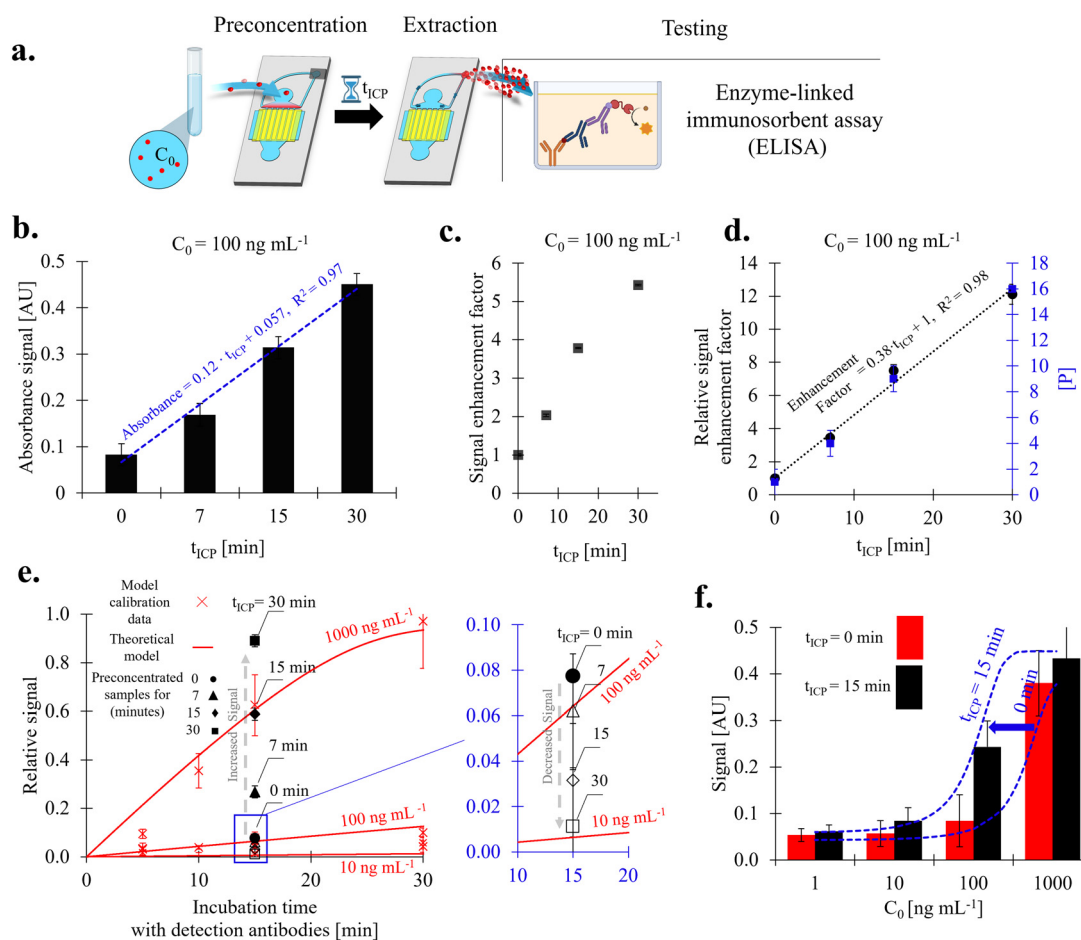 a.
Preconcentration
Extraction
Testing
C₀
t_ICP
Enzyme-linked
immunosorbent assay
(ELISA)
b.
C₀ = 100 ng mL⁻¹
Absorbance signal [AU]
0.5
0.4
0.3
0.2
0.1
0
Absorbance = 0.12 · t_ICP + 0.057, R² = 0.97
0 7 15 30
t_ICP [min]
c.
C₀ = 100 ng mL⁻¹
Signal enhancement factor
6
5
4
3
2
1
0
0 10 20 30
t_ICP [min]
d.
C₀ = 100 ng mL⁻¹
Relative signal
enhancement factor
14
12
10
8
6
4
2
0
Enhancement
Factor = 0.38·t_ICP + 1, R² = 0.98
18
16
14
12
10
8
6
4
2
0
[P]
0 10 20 30
t_ICP [min]
e.
Relative signal
1.0
0.8
0.6
0.4
0.2
0.0
Model
calibration
data
Theoretical
model
Preconcentrated
samples for
(minutes)
0
7
15
30
t_ICP = 30 min
1000 ng mL⁻¹
15 min
Increased Signal
7 min
0 min
100 ng mL⁻¹
10 ng mL⁻¹
0 10 20 30
Incubation time
with detection antibodies [min]
0.10
0.08
0.06
0.04
0.02
0.00
t_ICP = 0 min
7
100 ng mL⁻¹
15
Decreased Signal
30
10 ng mL⁻¹
10 15 20
f.
t_ICP = 0 min
t_ICP = 15 min
Signal [AU]
0.5
0.4
0.3
0.2
0.1
0.0
t_ICP = 15 min
0 min
1 10 100 1000
C₀ [ng mL⁻¹]